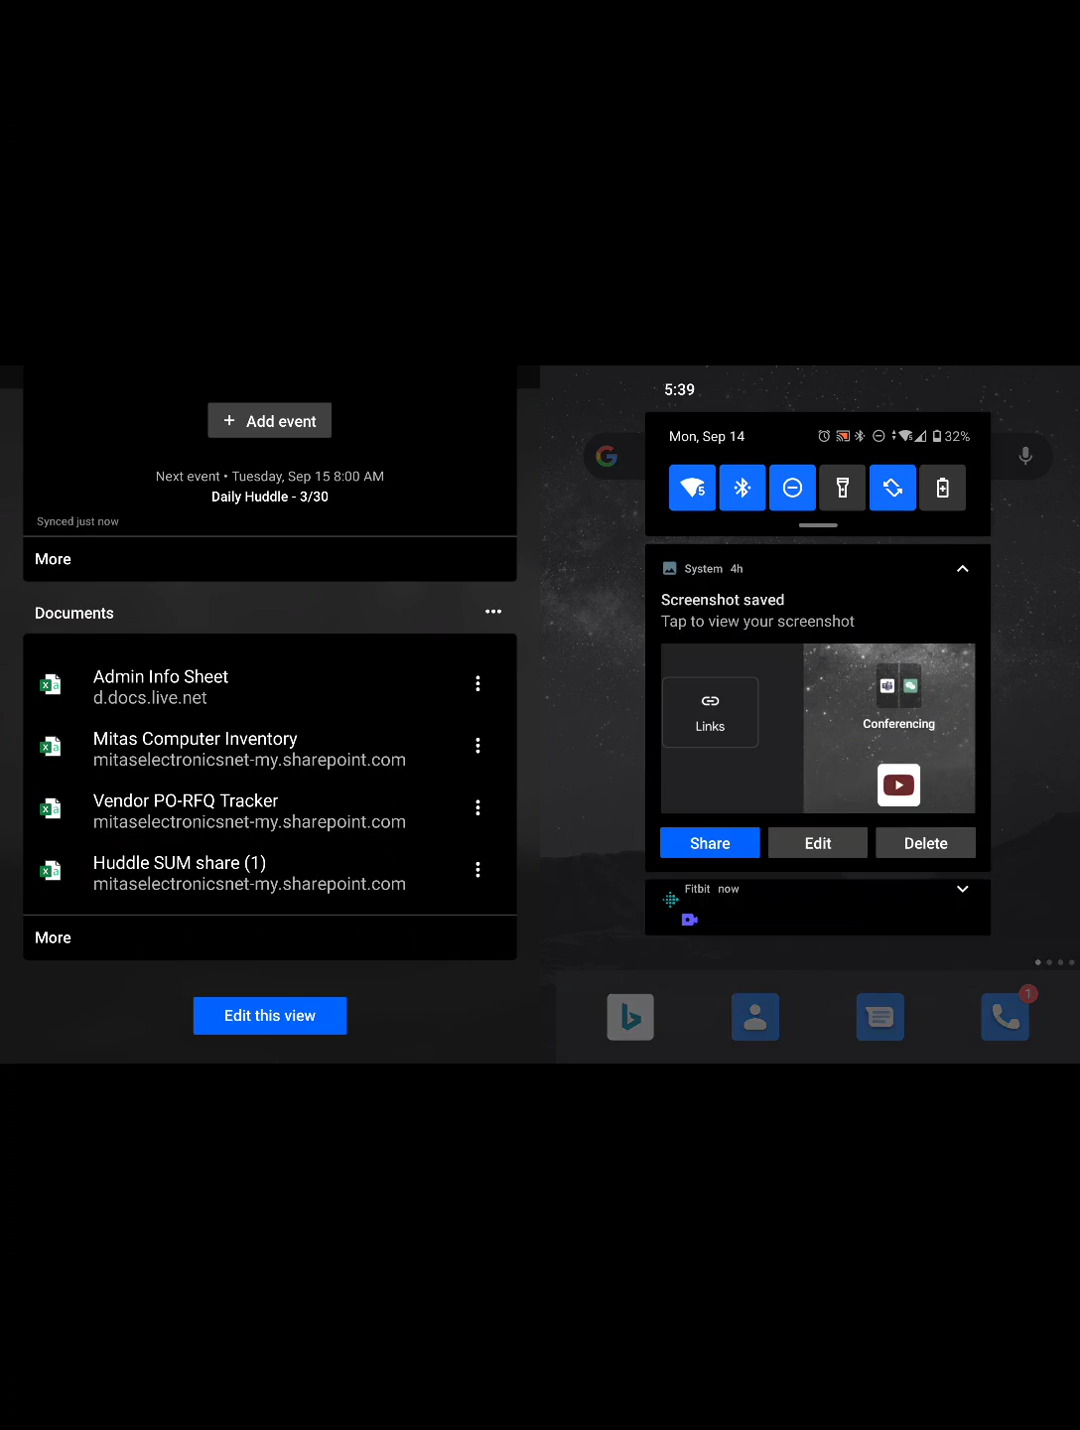 + Add event
Next event • Tuesday, Sep 15 8:00 AM
Daily Huddle - 3/30
Synced just now
More
Documents
Admin Info Sheet
d.docs.live.net
Mitas Computer Inventory
mitaselectronicsnet-my.sharepoint.com
Vendor PO-RFQ Tracker
mitaselectronicsnet-my.sharepoint.com
Huddle SUM share (1)
mitaselectronicsnet-my.sharepoint.com
More
Edit this view
5:39
Mon, Sep 14
32%
5
System 4h
Screenshot saved
Tap to view your screenshot
Links
Conferencing
Share
Edit
Delete
Fitbit now
1